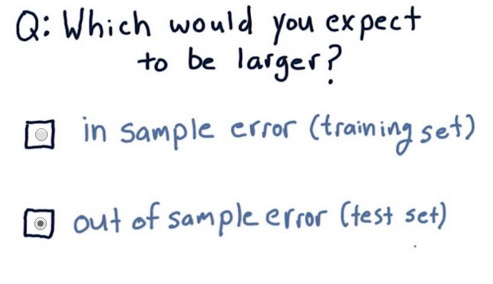 Q: Which would you expect
to be larger?
in sample error (training set)
out of sample error (test set)